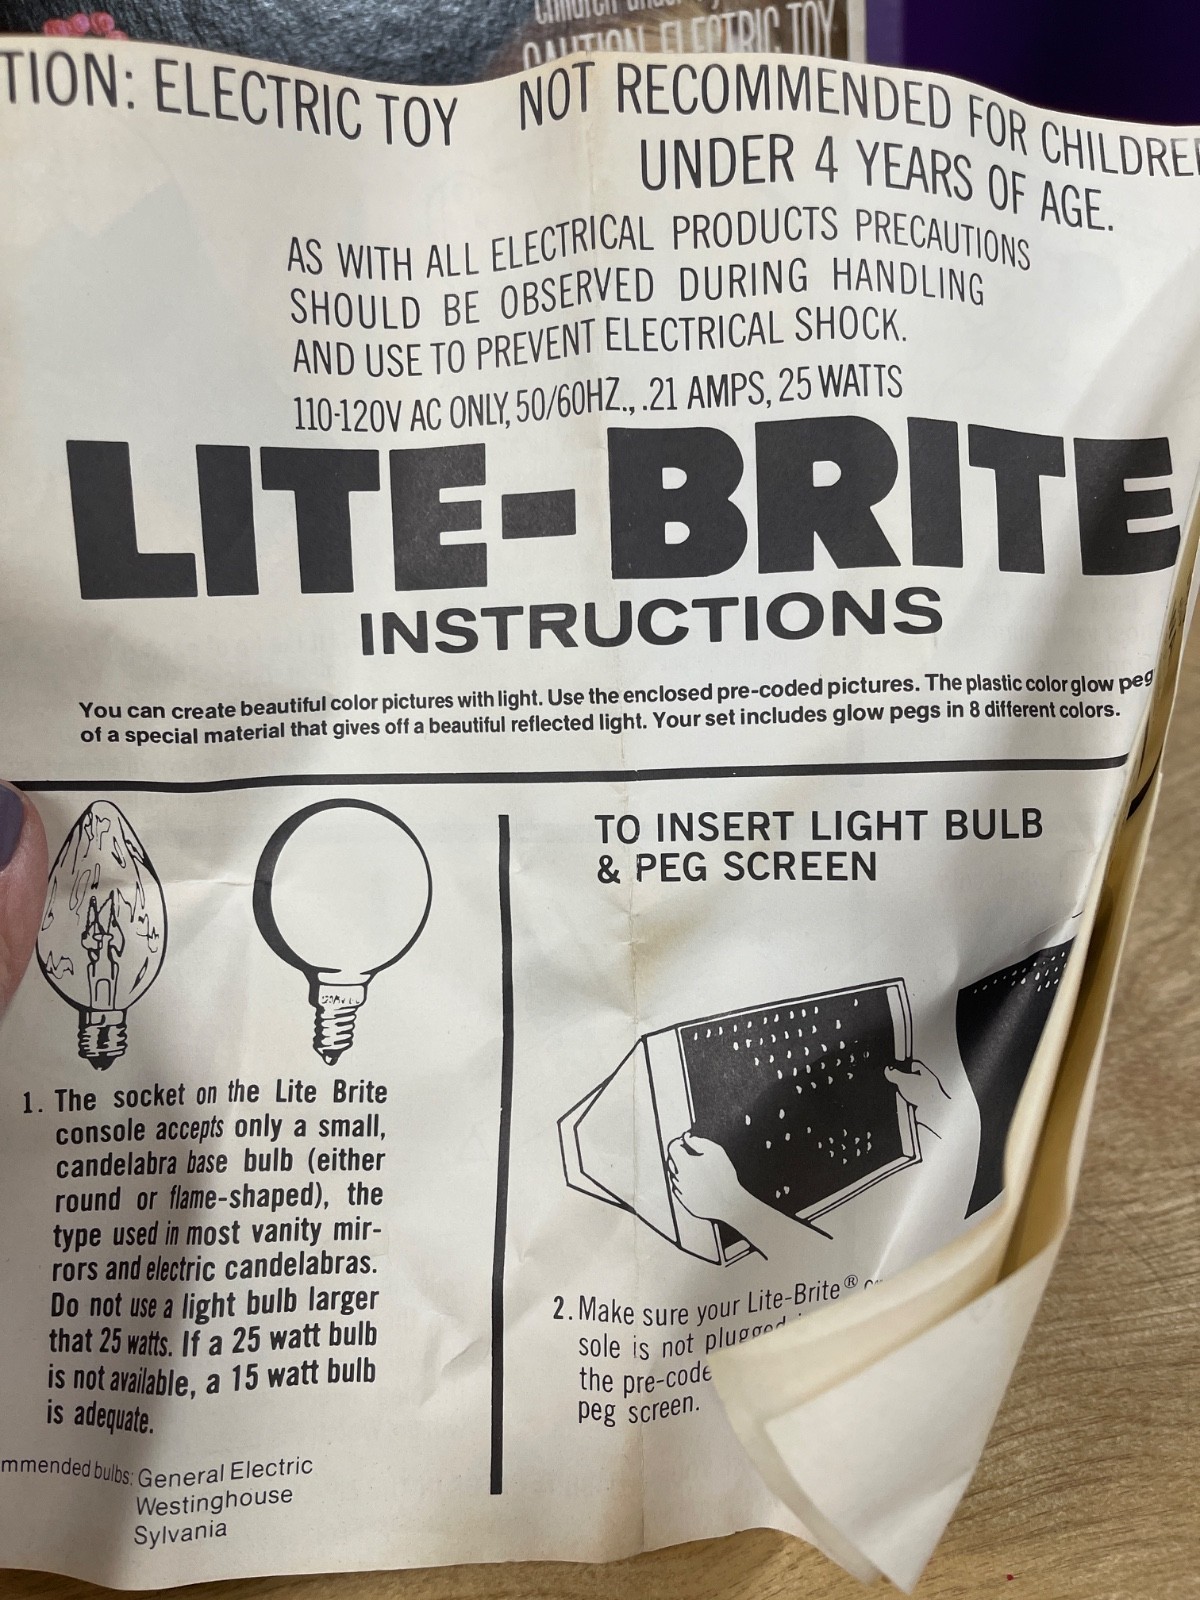 CAUTION ELECTRIC TOY
TION: ELECTRIC TOY NOT RECOMMENDED FOR CHILDREN
UNDER 4 YEARS OF AGE.
AS WITH ALL ELECTRICAL PRODUCTS PRECAUTIONS
SHOULD BE OBSERVED DURING HANDLING
AND USE TO PREVENT ELECTRICAL SHOCK.
110-120V AC ONLY, 50/60HZ., .21 AMPS, 25 WATTS
LITE-BRITE
INSTRUCTIONS
You can create beautiful color pictures with light. Use the enclosed pre-coded pictures. The plastic color glow peg
of a special material that gives off a beautiful reflected light. Your set includes glow pegs in 8 different colors.
1. The socket on the Lite Brite
console accepts only a small,
candelabra base bulb (either
round or flame-shaped), the
type used in most vanity mir-
rors and electric candelabras.
Do not use a light bulb larger
that 25 watts. If a 25 watt bulb
is not available, a 15 watt bulb
is adequate.
mmended bulbs: General Electric
Westinghouse
Sylvania
TO INSERT LIGHT BULB
& PEG SCREEN
2. Make sure your Lite-Brite®
sole is not plugged
the pre-code
peg screen.